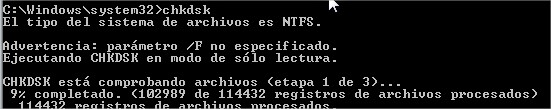 C:\Windows\system32>chkdsk
El tipo del sistema de archivos es NTFS.
Advertencia: parámetro /F no especificado.
Ejecutando CHKDSK en modo de sólo lectura.
CHKDSK está comprobando archivos (etapa 1 de 3)...
9% completado. (102989 de 114432 registros de archivos procesados)
114432 registros de archivos procesados.